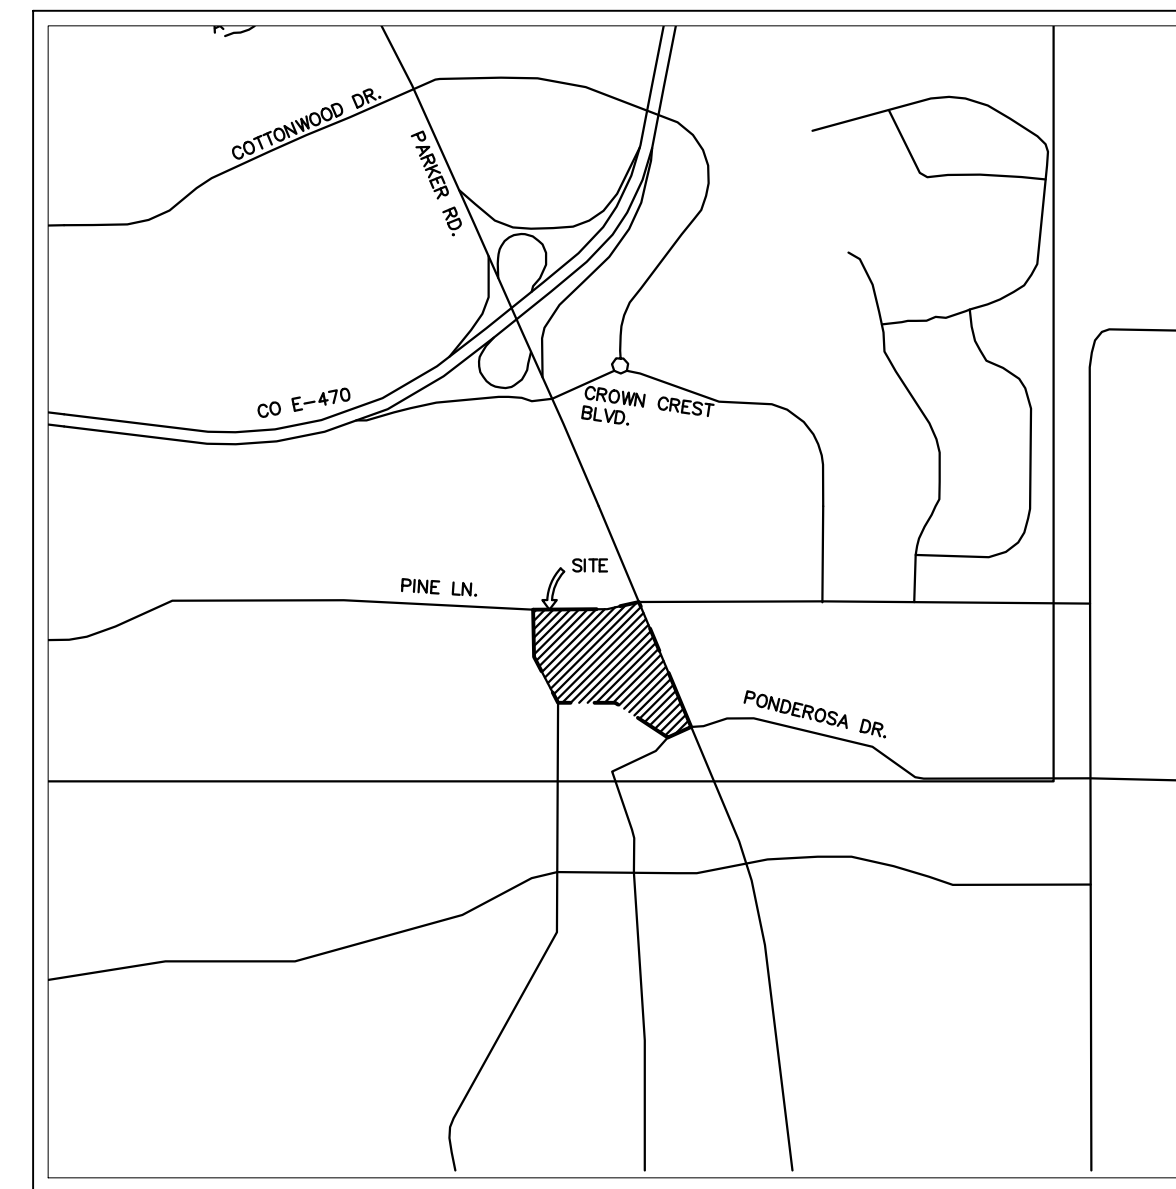 COTTONWOOD DR.
PARKER RD.
CO E-470
CROWN CREST
BLVD.
SITE
PINE LN.
PONDEROSA DR.